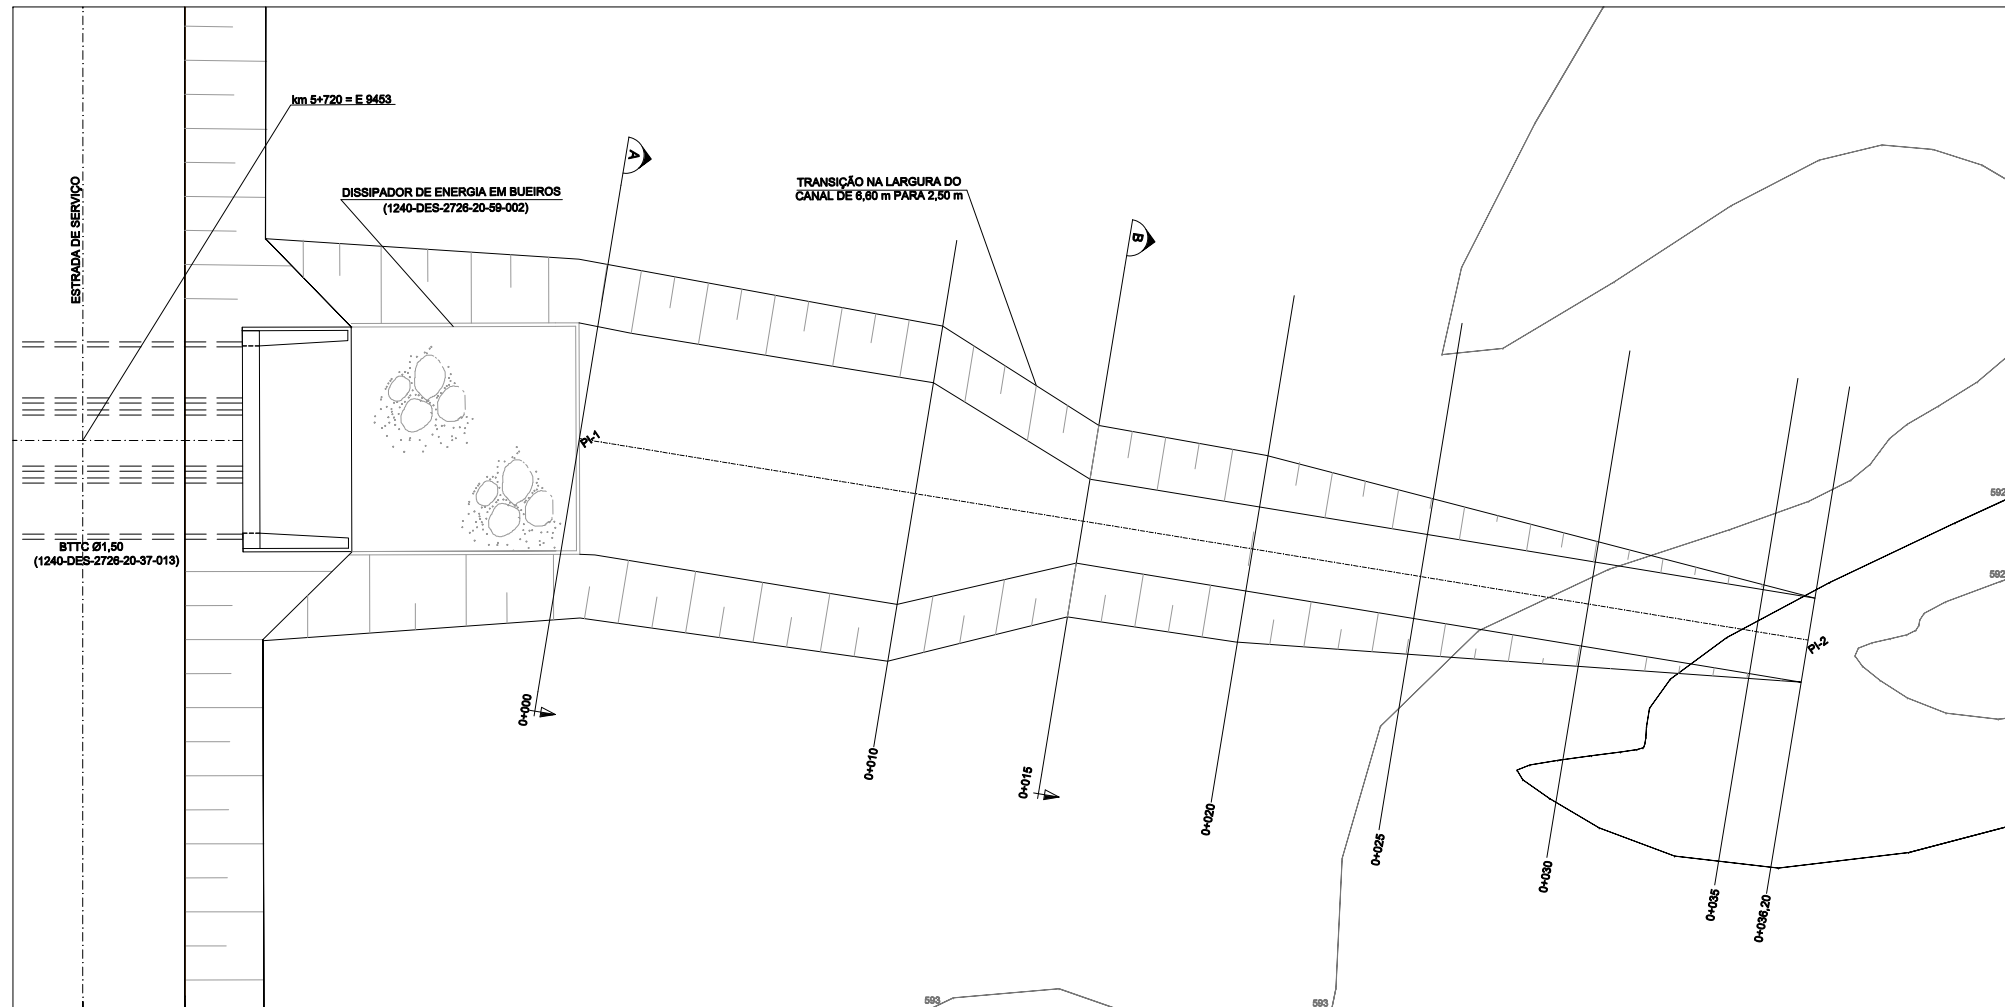 km 5+720 = E 9453
ESTRADA DE SERVIÇO
DISSIPADOR DE ENERGIA EM BUEIROS
(1240-DES-2726-20-59-002)
A
TRANSIÇÃO NA LARGURA DO
CANAL DE 6,60 m PARA 2,50 m
B
PI-1
BTTC Ø1,50
(1240-DES-2726-20-37-013)
PI-2
592
592
0+000
0+010
0+015
0+020
0+025
0+030
0+035
0+036,20
593
593